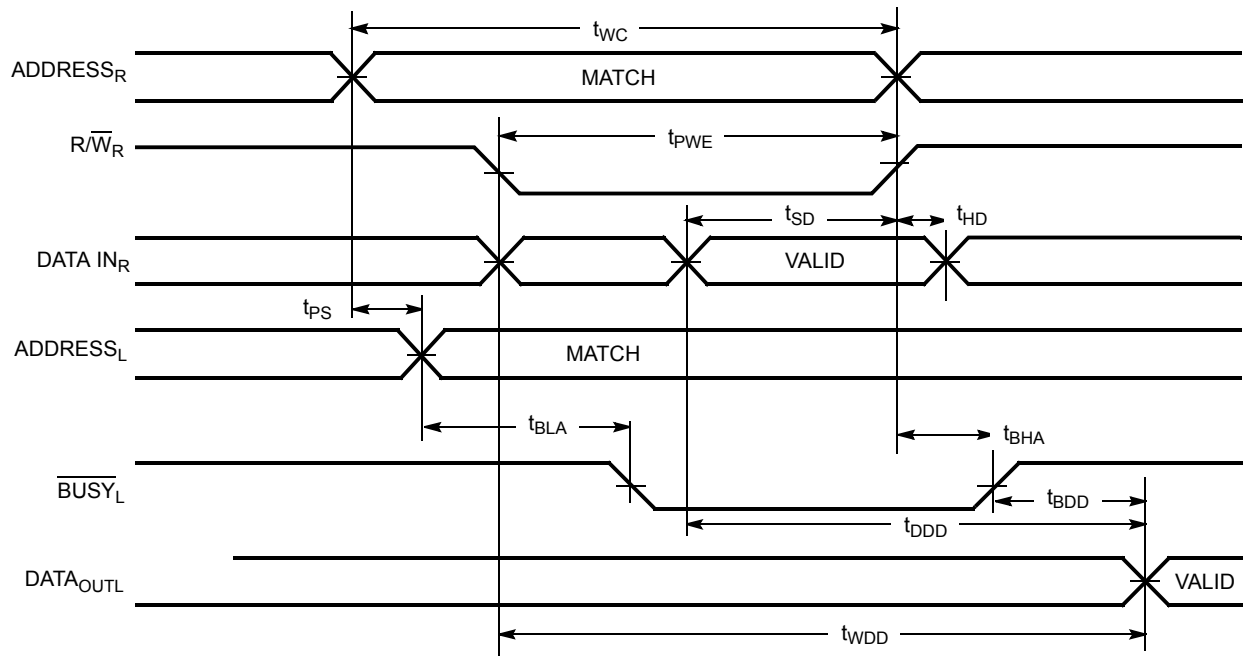 tWC
ADDRESSR
MATCH
R/W̅R
tPWE
tSD
tHD
DATA INR
VALID
tPS
ADDRESSL
MATCH
tBLA
tBHA
B̅U̅S̅Y̅L
tBDD
tDDD
DATAOUTL
VALID
tWDD